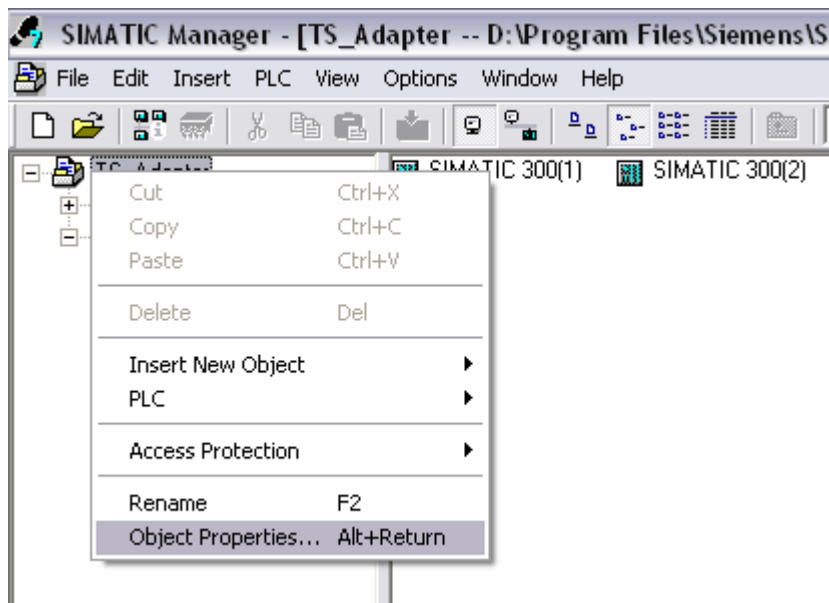 SIMATIC Manager - [TS_Adapter -- D:\Program Files\Siemens\S
File Edit Insert PLC View Options Window Help
TS_Adapter SIMATIC 300(1) SIMATIC 300(2)
Cut Ctrl+X
Copy Ctrl+C
Paste Ctrl+V
Delete Del
Insert New Object
PLC
Access Protection
Rename F2
Object Properties... Alt+Return